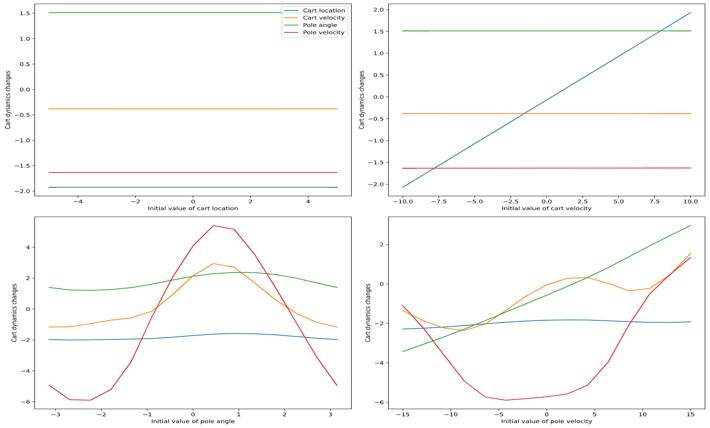 Cart location
Cart velocity
Pole angle
Pole velocity
Cart dynamics changes
1.5
1.0
0.5
0.0
−0.5
−1.0
−1.5
−2.0
−4 −2 0 2 4
Initial value of cart location
Cart dynamics changes
2.0
1.5
1.0
0.5
0.0
−0.5
−1.0
−1.5
−2.0
−10.0 −7.5 −5.0 −2.5 0.0 2.5 5.0 7.5 10.0
Initial value of cart velocity
Cart dynamics changes
4
2
0
−2
−4
−6
−3 −2 −1 0 1 2 3
Initial value of pole angle
Cart dynamics changes
2
0
−2
−4
−6
−15 −10 −5 0 5 10 15
Initial value of pole velocity